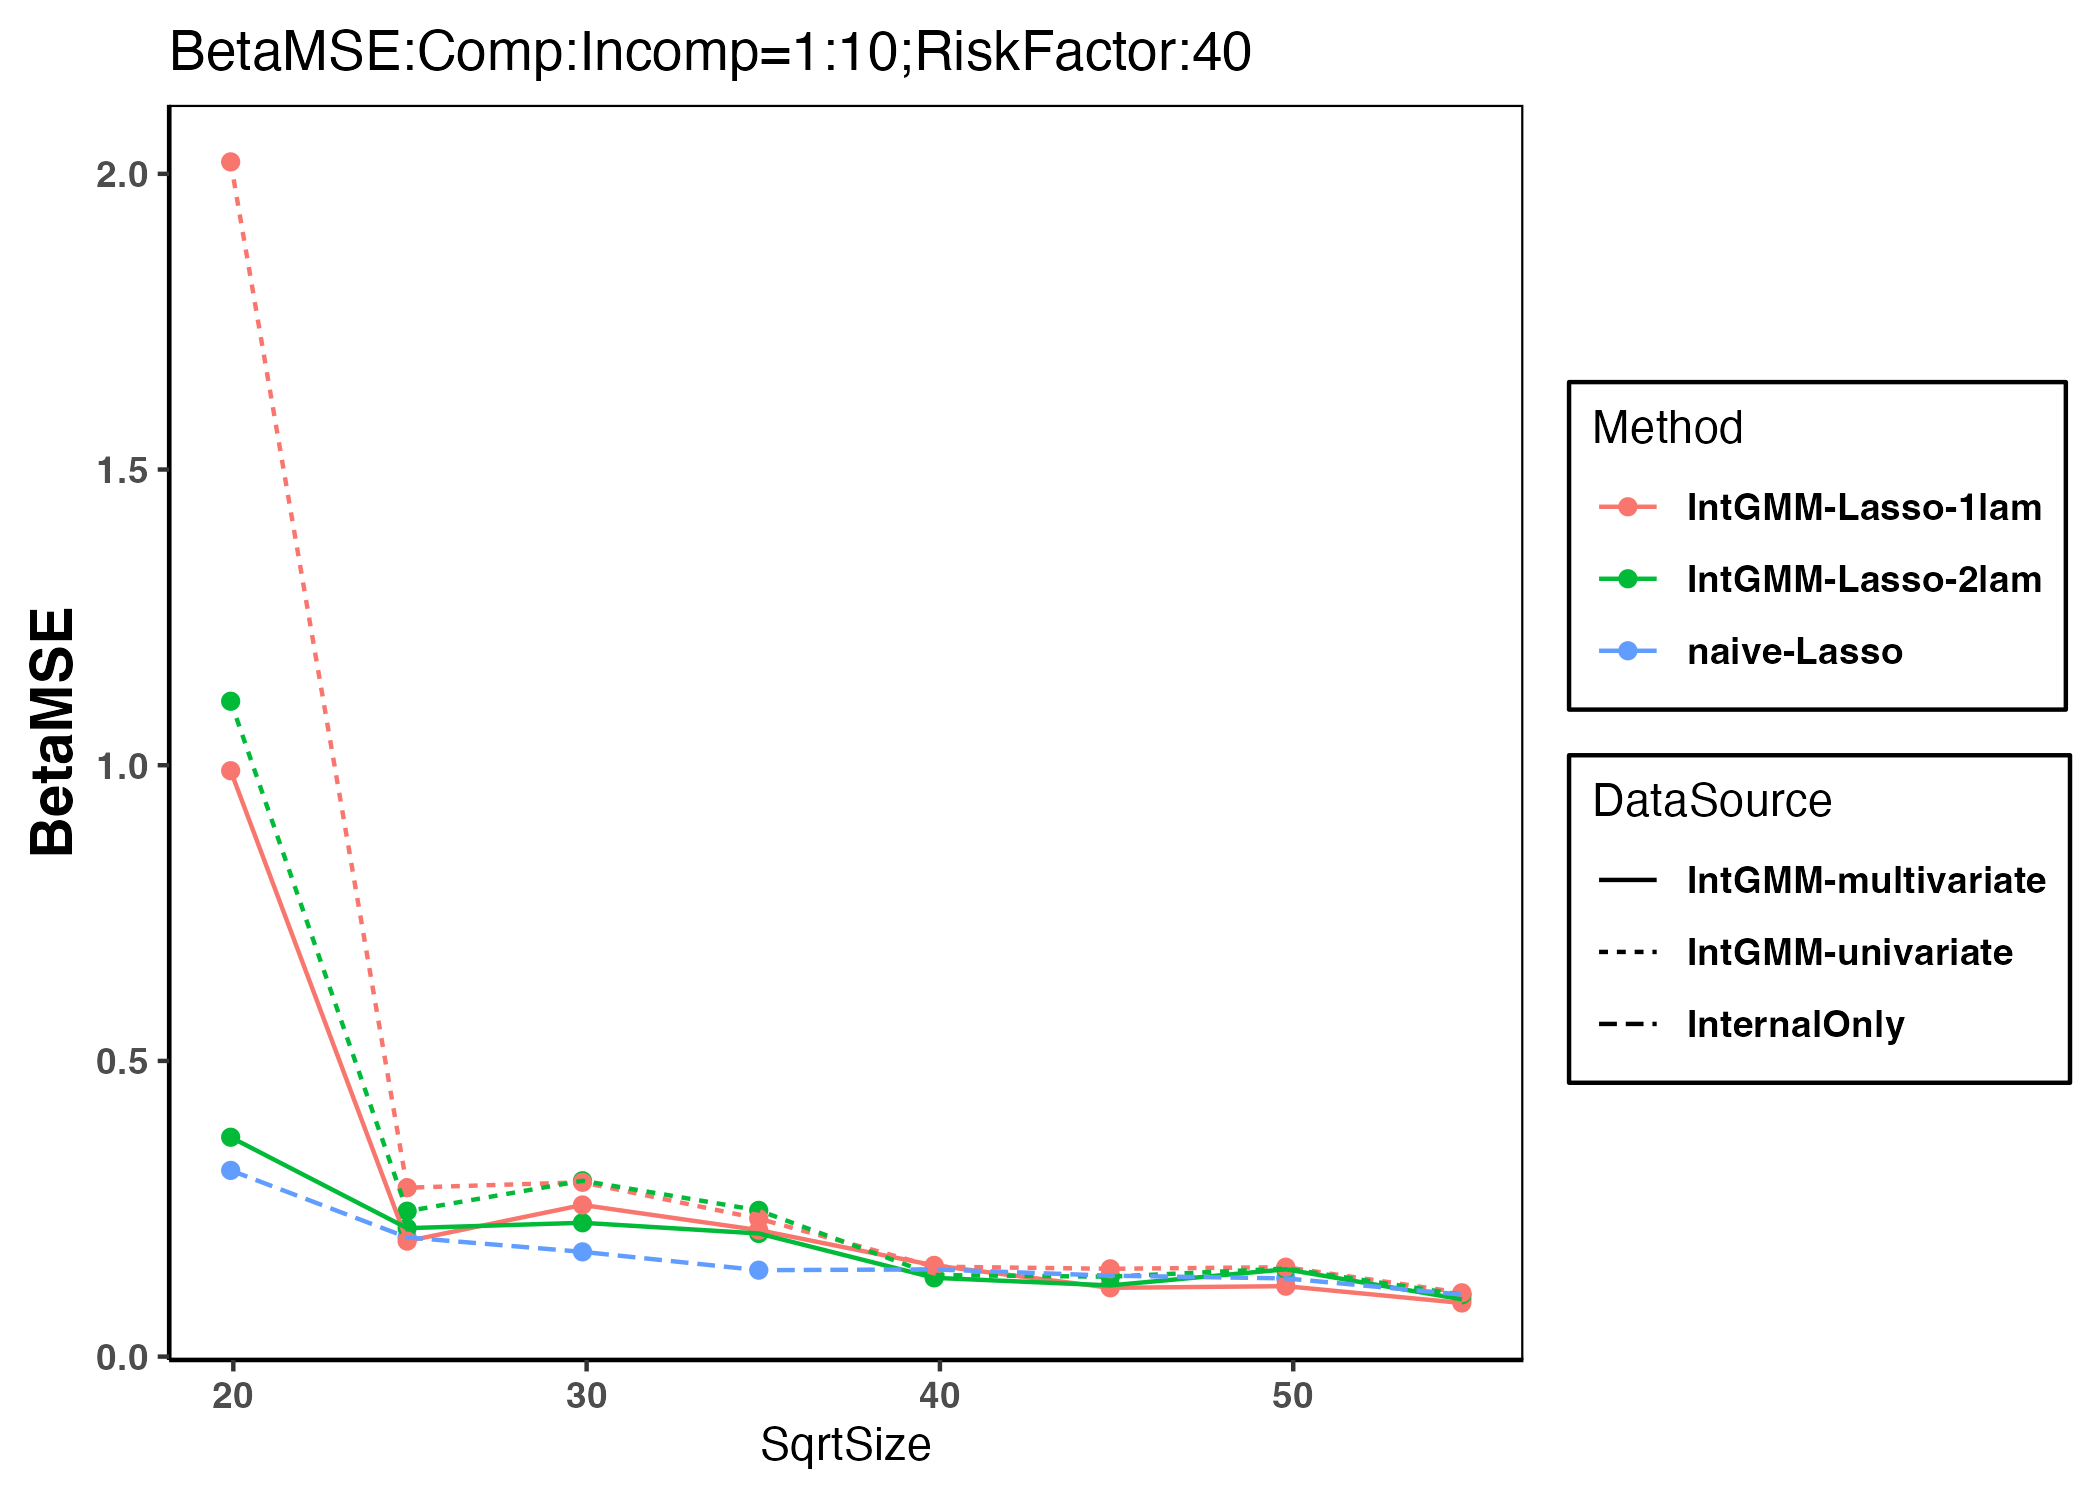 BetaMSE:Comp:Incomp=1:10;RiskFactor:40
BetaMSE
2.0
1.5
1.0
0.5
0.0
20 30 40 50
SqrtSize
Method
IntGMM-Lasso-1lam
IntGMM-Lasso-2lam
naive-Lasso
DataSource
IntGMM-multivariate
IntGMM-univariate
InternalOnly